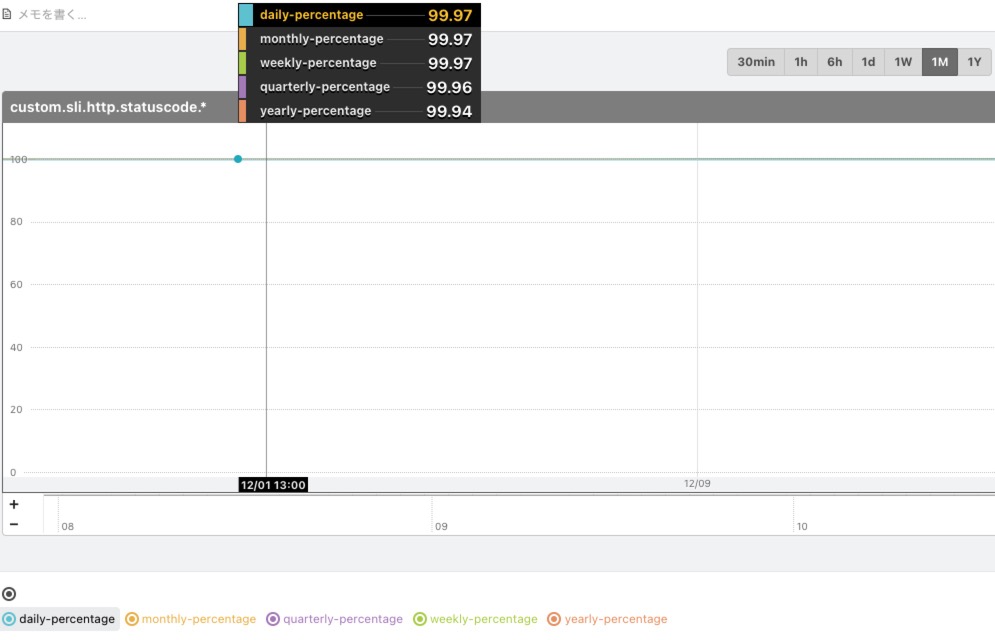 メモを書く...
daily-percentage 99.97
monthly-percentage 99.97
weekly-percentage 99.97
quarterly-percentage 99.96
yearly-percentage 99.94
30min 1h 6h 1d 1W 1M 1Y
custom.sli.http.statuscode.*
100
80
60
40
20
0
12/01 13:00 12/09
+
−
08 09 10
daily-percentage monthly-percentage quarterly-percentage weekly-percentage yearly-percentage